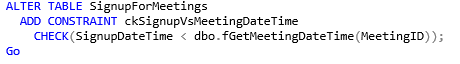 ALTER TABLE SignupForMeetings
ADD CONSTRAINT ckSignupVsMeetingDateTime
CHECK(SignupDateTime < dbo.fGetMeetingDateTime(MeetingID));
Go